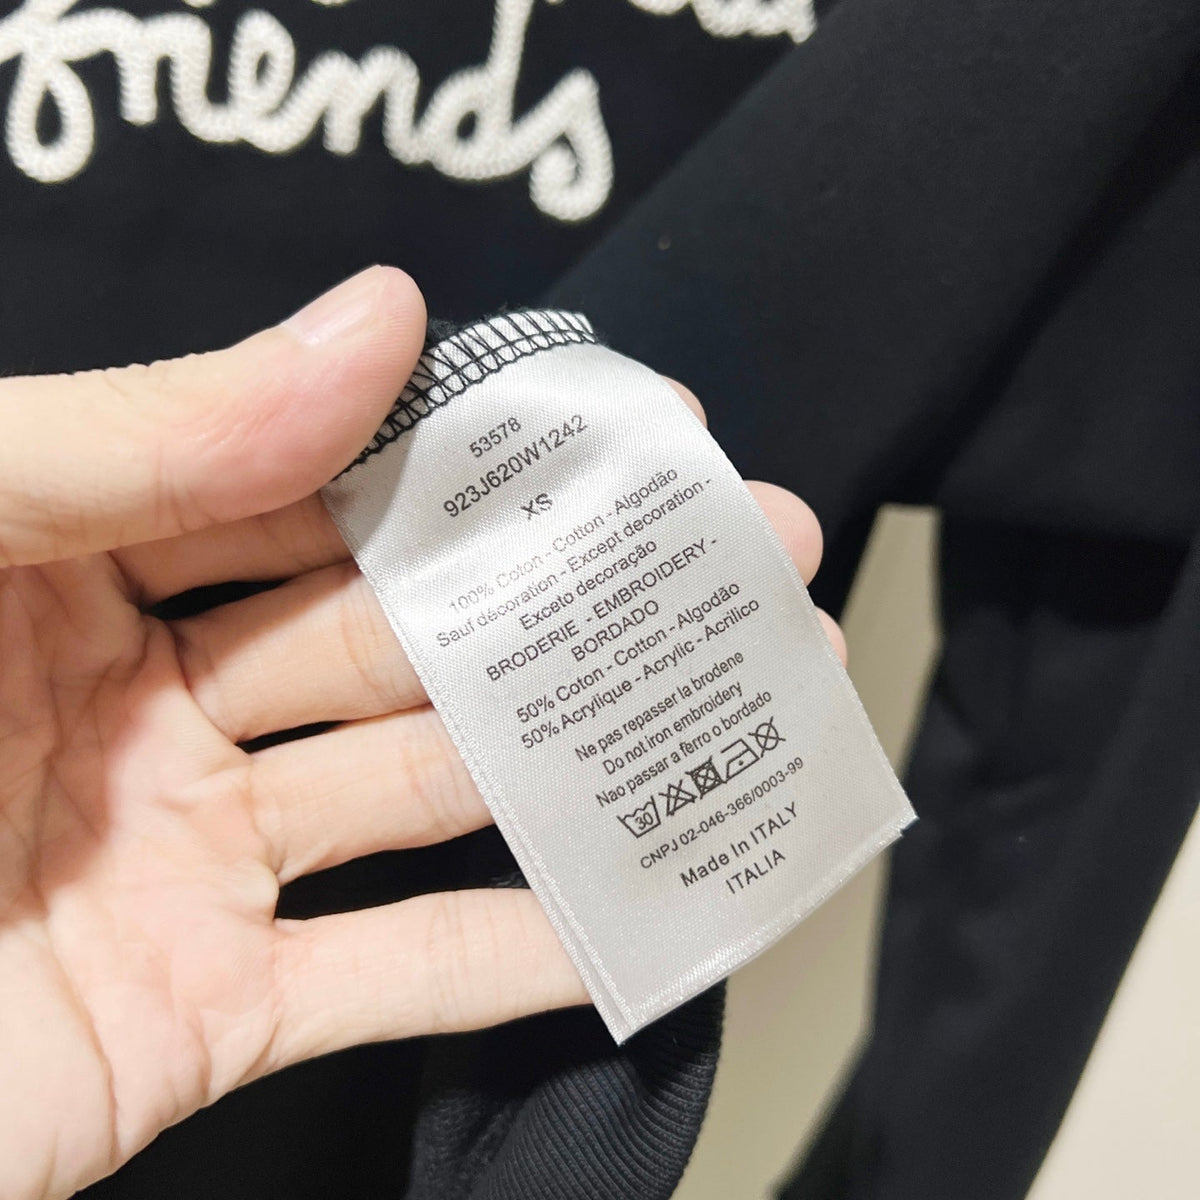 friends
53578
923J620W1242
XS
100% Coton - Cotton - Algodão
Sauf décoration - Except decoration -
Exceto decoração
BRODERIE - EMBROIDERY -
BORDADO
50% Coton - Cotton - Algodão
50% Acrylique - Acrylic - Acrilico
Ne pas repasser la broderie
Do not iron embroidery
Nao passar a ferro o bordado
30
CNPJ 02-046-366/0003-99
Made In ITALY
ITALIA